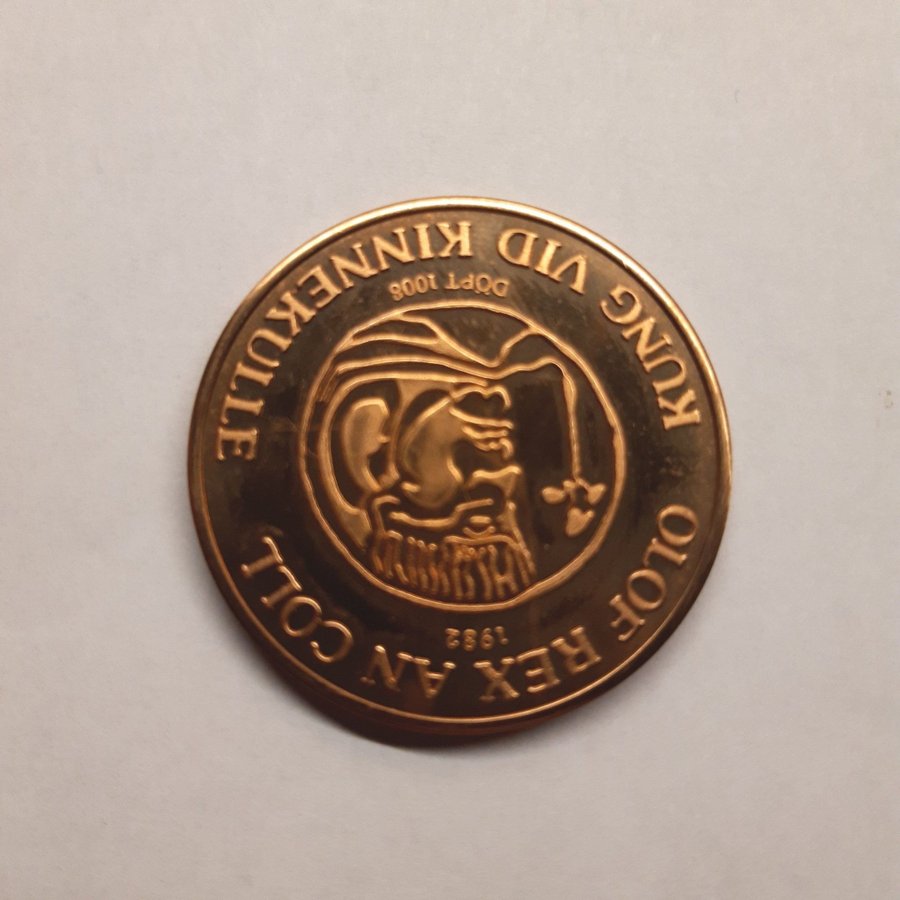 OLOF REX AN COLL
1982
DÖPT 1008
KUNG VID KINNEKULLE